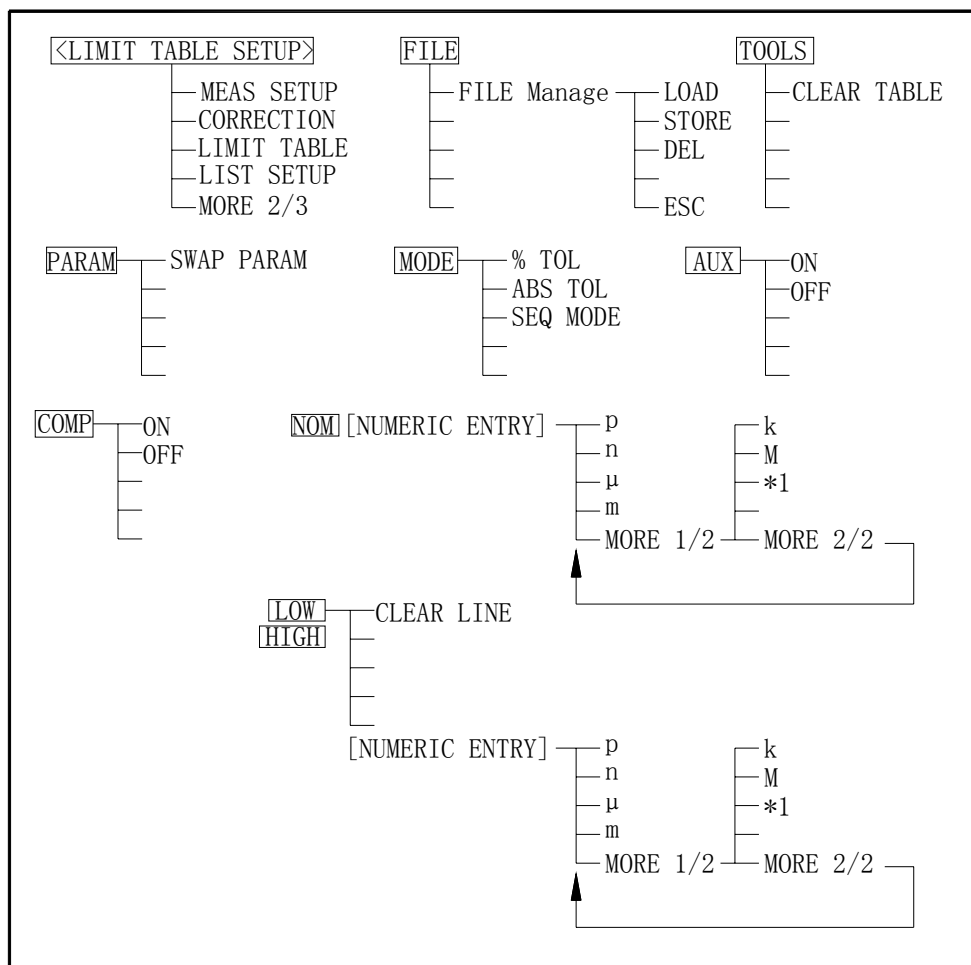 <LIMIT TABLE SETUP>
MEAS SETUP
CORRECTION
LIMIT TABLE
LIST SETUP
MORE 2/3
FILE
FILE Manage
LOAD
STORE
DEL
ESC
TOOLS
CLEAR TABLE
PARAM
SWAP PARAM
MODE
% TOL
ABS TOL
SEQ MODE
AUX
ON
OFF
COMP
ON
OFF
NOM [NUMERIC ENTRY]
p
n
μ
m
MORE 1/2
k
M
*1
MORE 2/2
LOW
HIGH
CLEAR LINE
[NUMERIC ENTRY]
p
n
μ
m
MORE 1/2
k
M
*1
MORE 2/2